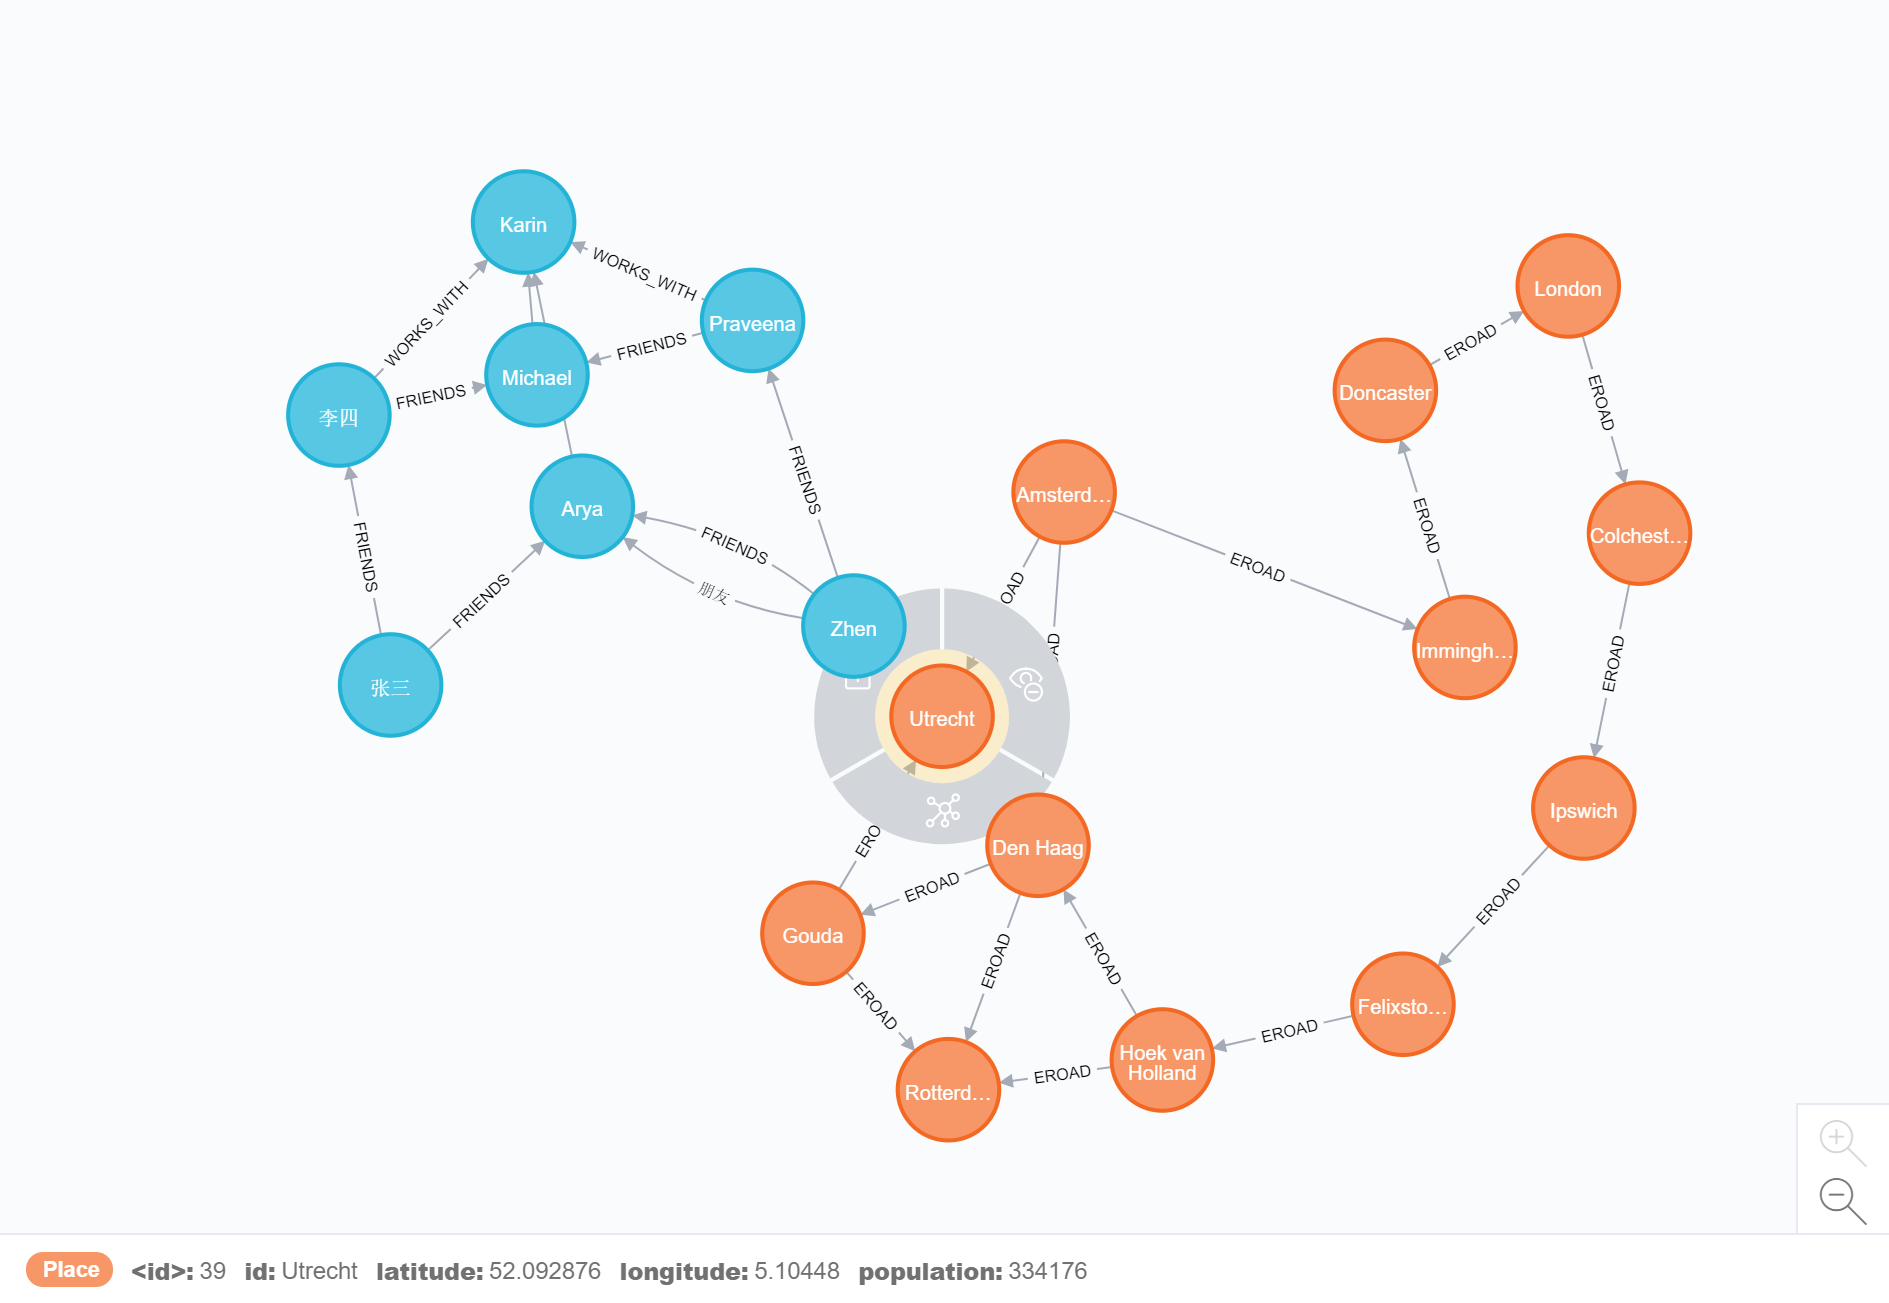 Karin
WORKS_WITH
WORKS_WITH
Praveena
FRIENDS
Michael
FRIENDS
李四
FRIENDS
FRIENDS
Arya
FRIENDS
朋友
FRIENDS
Zhen
FRIENDS
张三
London
EROAD
Doncaster
EROAD
Amsterd…
EROAD
EROAD
Colchest…
OAD
AD
Immingh…
EROAD
Utrecht
Ipswich
ERO
Den Haag
EROAD
Gouda
EROAD
EROAD
EROAD
EROAD
Felixsto…
EROAD
Hoek van
Holland
EROAD
Rotterd…
Place <id>: 39 id: Utrecht latitude: 52.092876 longitude: 5.10448 population: 334176